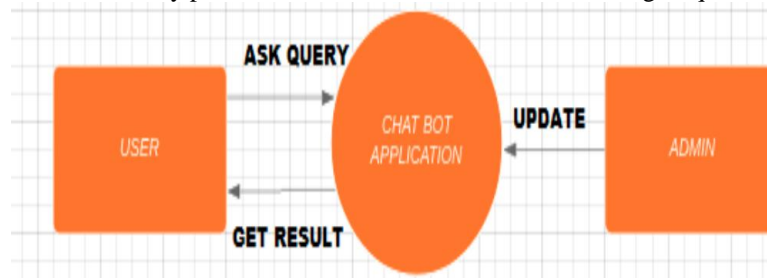 ASK QUERY
USER
CHAT BOT
APPLICATION
UPDATE
ADMIN
GET RESULT